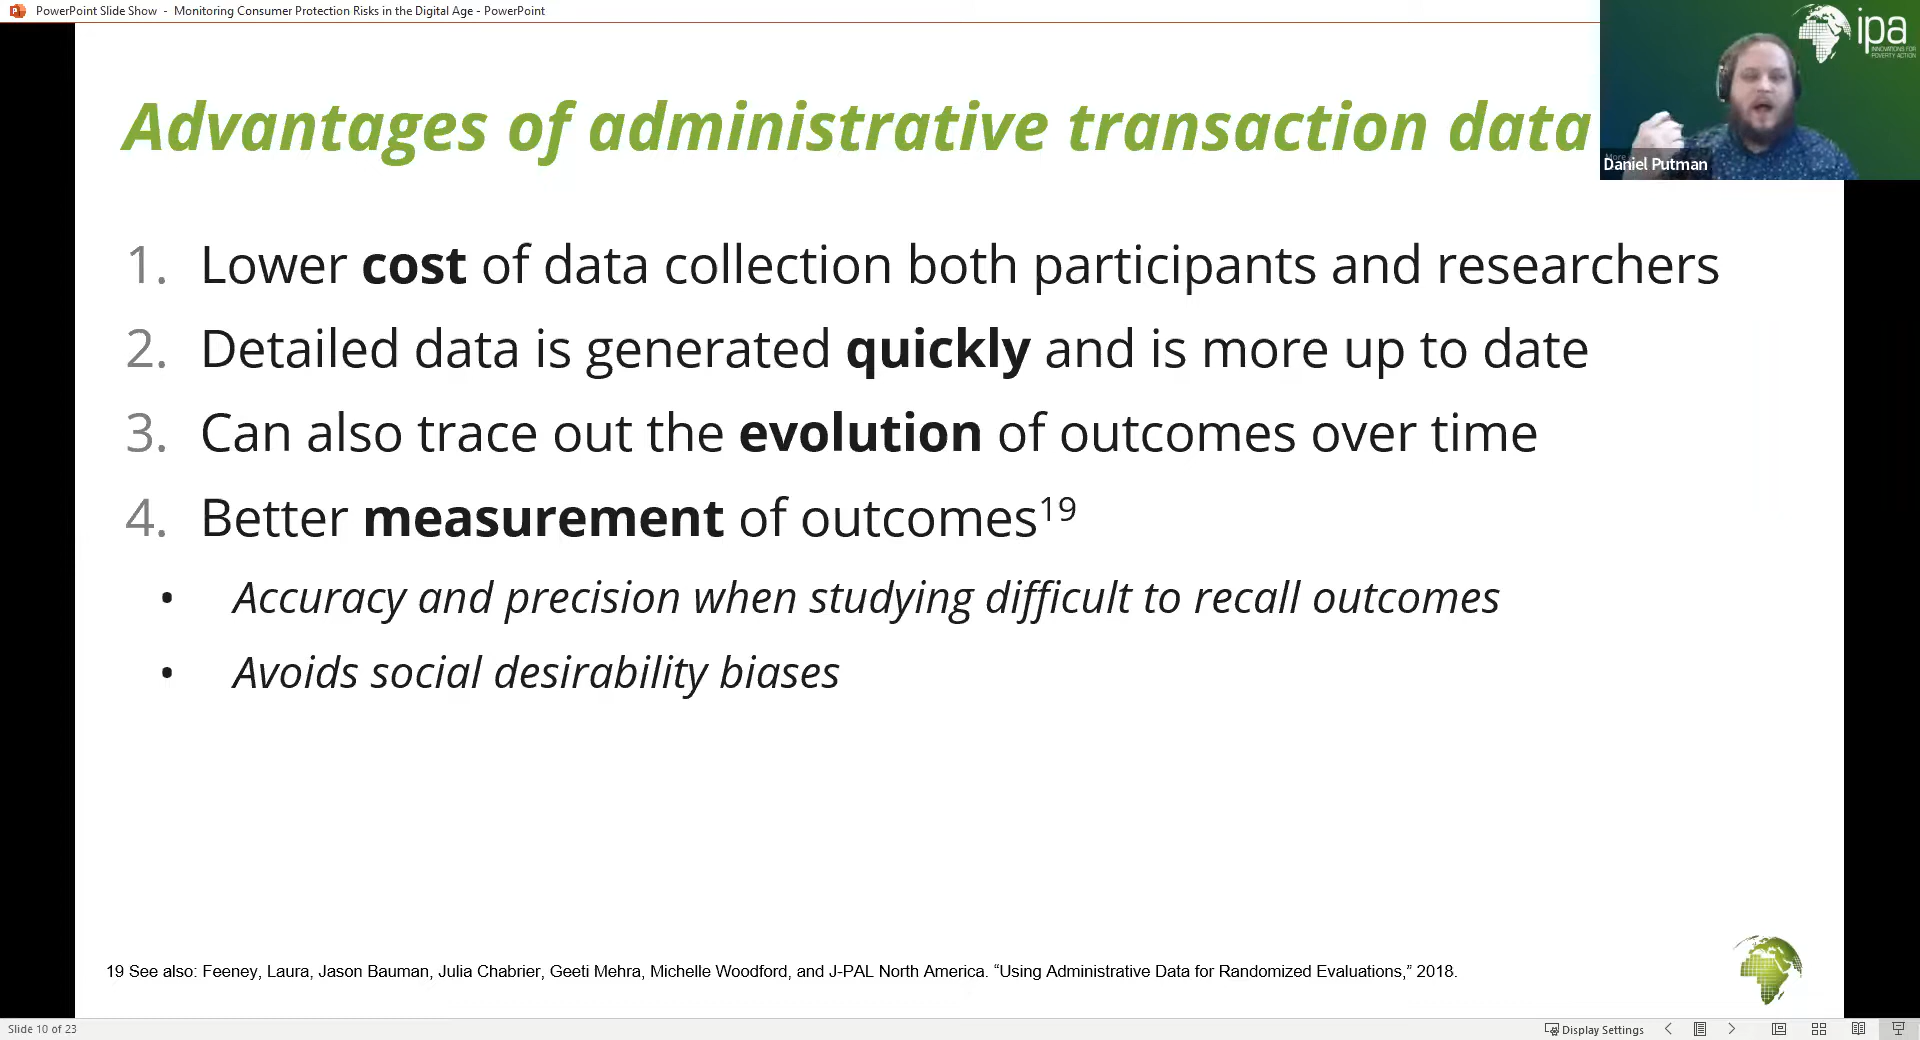 PowerPoint Slide Show - Monitoring Consumer Protection Risks in the Digital Age - PowerPoint
ipa
INNOVATIONS FOR
POVERTY ACTION
Daniel Putman
Advantages of administrative transaction data
1. Lower cost of data collection both participants and researchers
2. Detailed data is generated quickly and is more up to date
3. Can also trace out the evolution of outcomes over time
4. Better measurement of outcomes19
• Accuracy and precision when studying difficult to recall outcomes
• Avoids social desirability biases
19 See also: Feeney, Laura, Jason Bauman, Julia Chabrier, Geeti Mehra, Michelle Woodford, and J-PAL North America. “Using Administrative Data for Randomized Evaluations,” 2018.
Slide 10 of 23
Display Settings